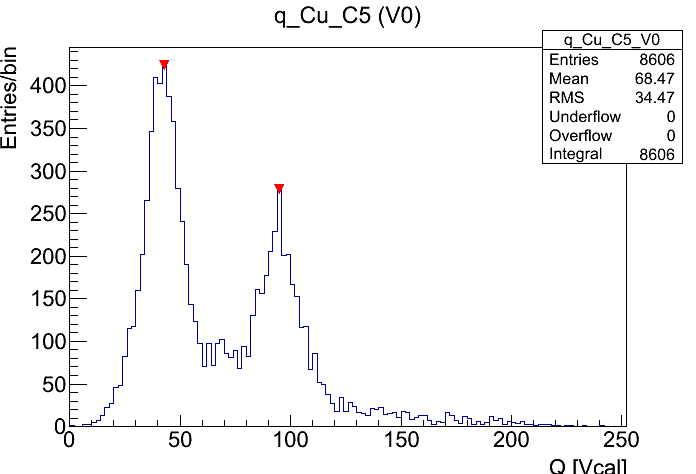 q_Cu_C5 (V0)
q_Cu_C5_V0
Entries 8606
Mean 68.47
RMS 34.47
Underflow 0
Overflow 0
Integral 8606
Entries/bin
400
350
300
250
200
150
100
50
0
0 50 100 150 200 250
Q [Vcal]